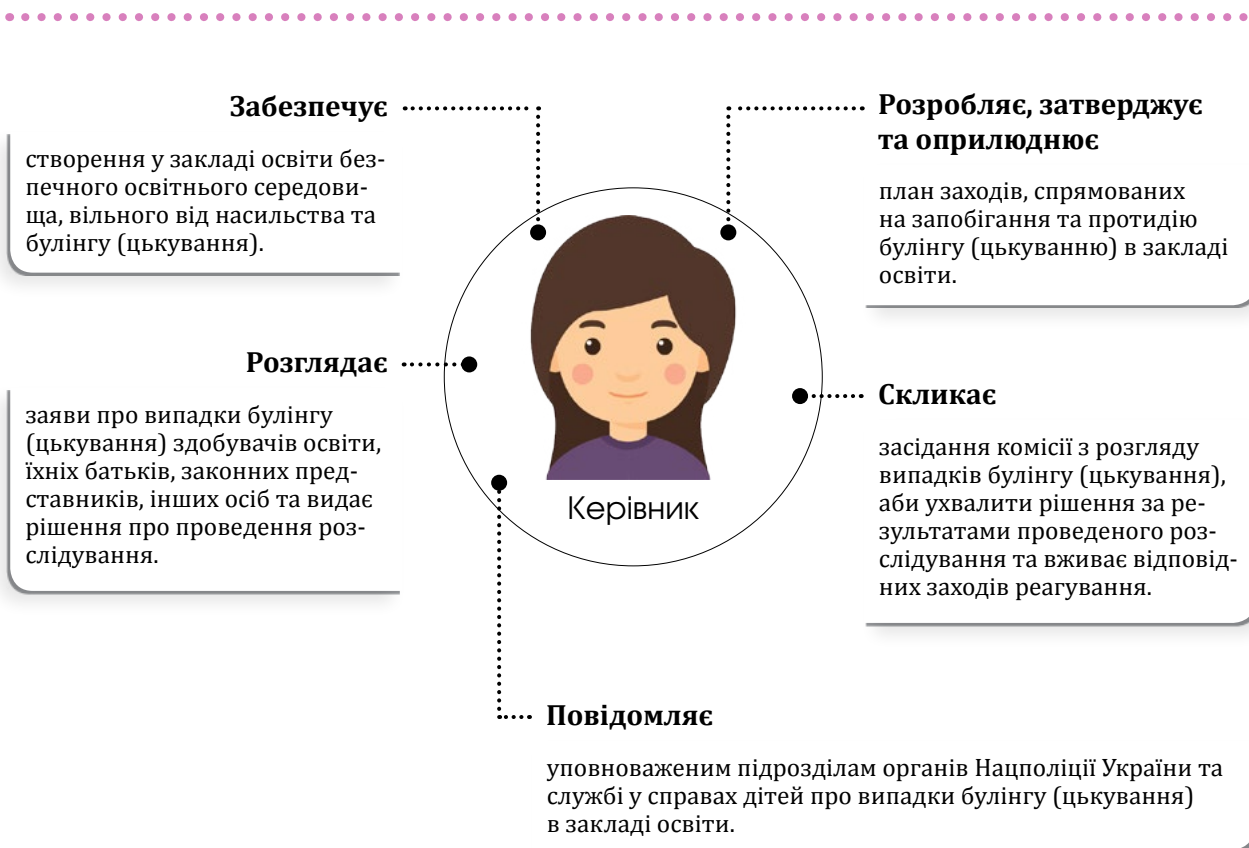 Забезпечує
створення у закладі освіти без-
печного освітнього середови-
ща, вільного від насильства та
булінгу (цькування).
Розробляє, затверджує
та оприлюднює
план заходів, спрямованих
на запобігання та протидію
булінгу (цькуванню) в закладі
освіти.
Розглядає
заяви про випадки булінгу
(цькування) здобувачів освіти,
їхніх батьків, законних пред-
ставників, інших осіб та видає
рішення про проведення роз-
слідування.
Керівник
Скликає
засідання комісії з розгляду
випадків булінгу (цькування),
аби ухвалити рішення за ре-
зультатами проведеного роз-
слідування та вживає відповід-
них заходів реагування.
Повідомляє
уповноваженим підрозділам органів Нацполіції України та
службі у справах дітей про випадки булінгу (цькування)
в закладі освіти.